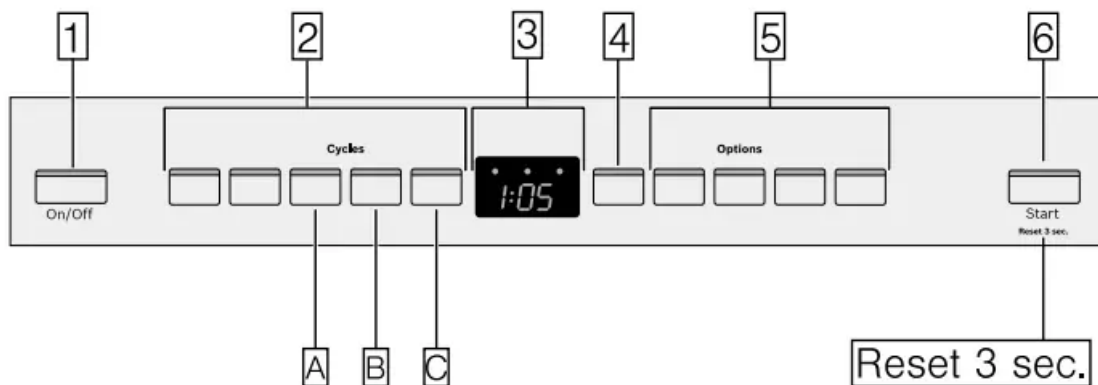 1 2 3 4 5 6
Cycles Options
1:05
On/Off Start
Reset 3 sec.
A B C Reset 3 sec.